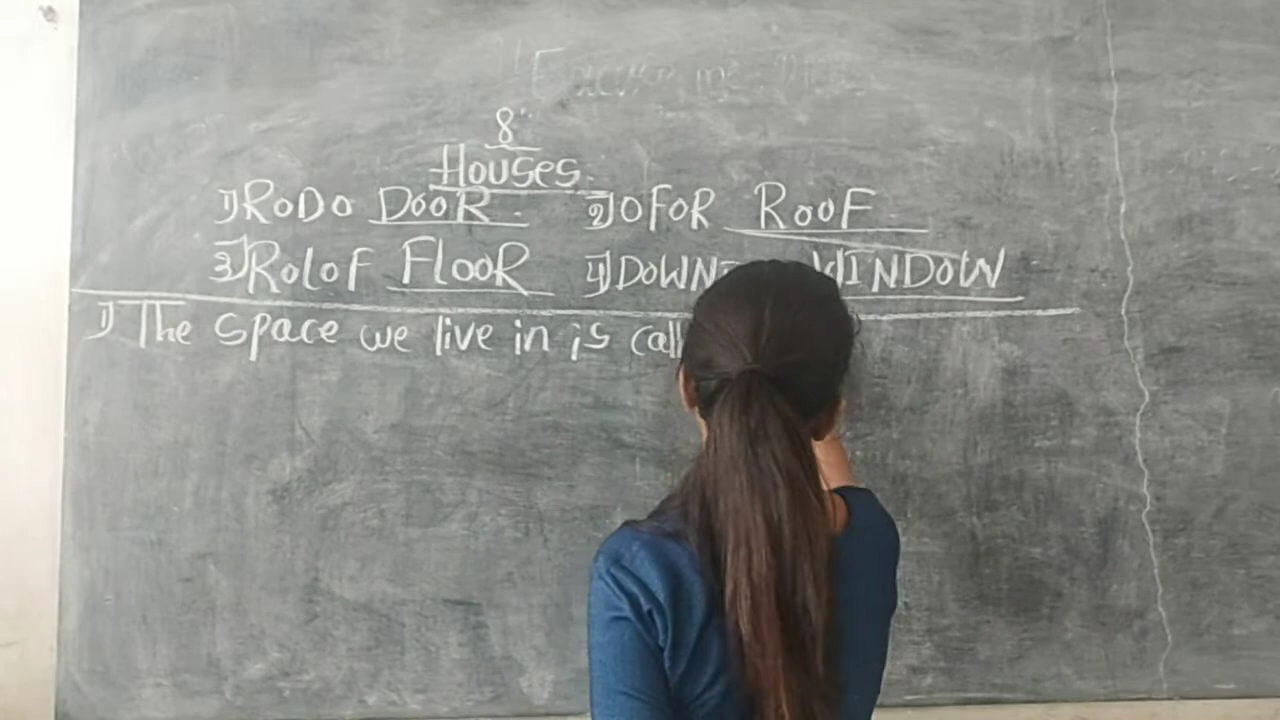 8
Houses.
1) RoDo DooR. 2) OFOR RooF
3) RoloF FlooR 4) DOWN WINDOW
1) The space we live in is call